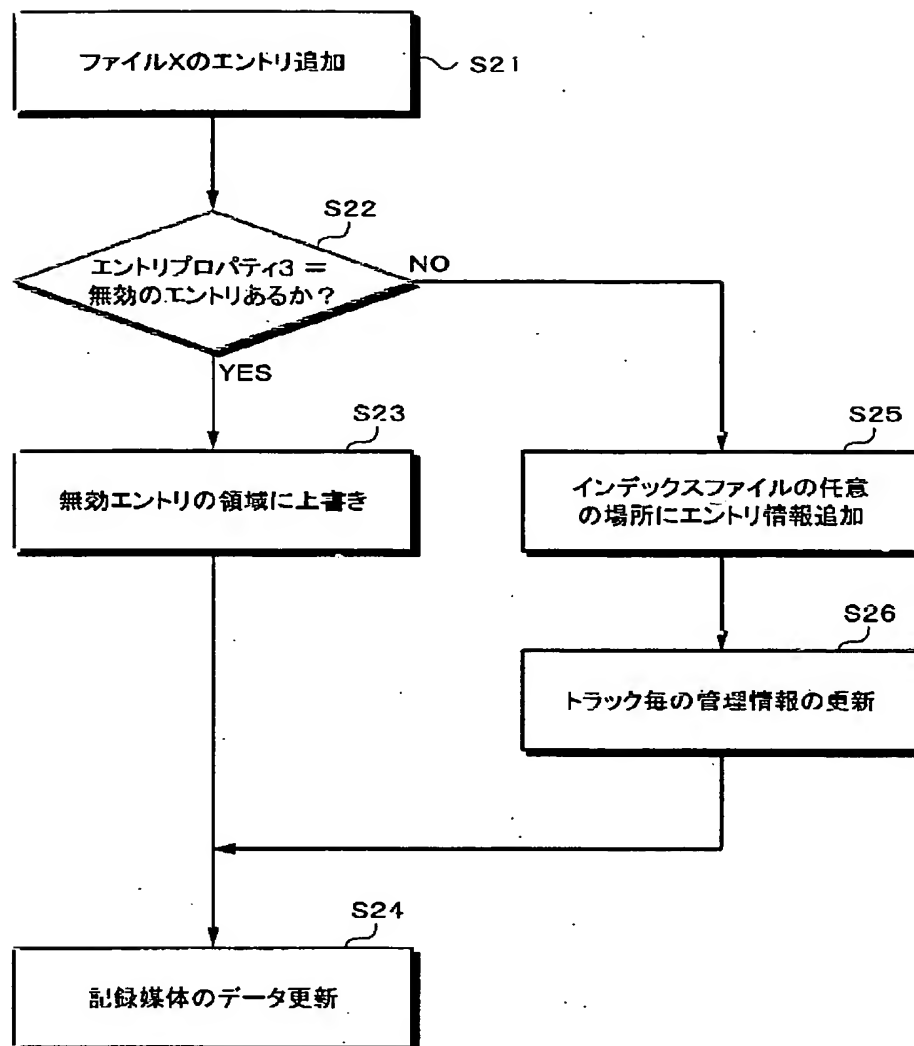 ファイルXのエントリ追加
S21
S22
エントリプロパティ3 =
無効のエントリあるか?
NO
YES
S23
無効エントリの領域に上書き
S25
インデックスファイルの任意
の場所にエントリ情報追加
S26
トラック毎の管理情報の更新
S24
記録媒体のデータ更新